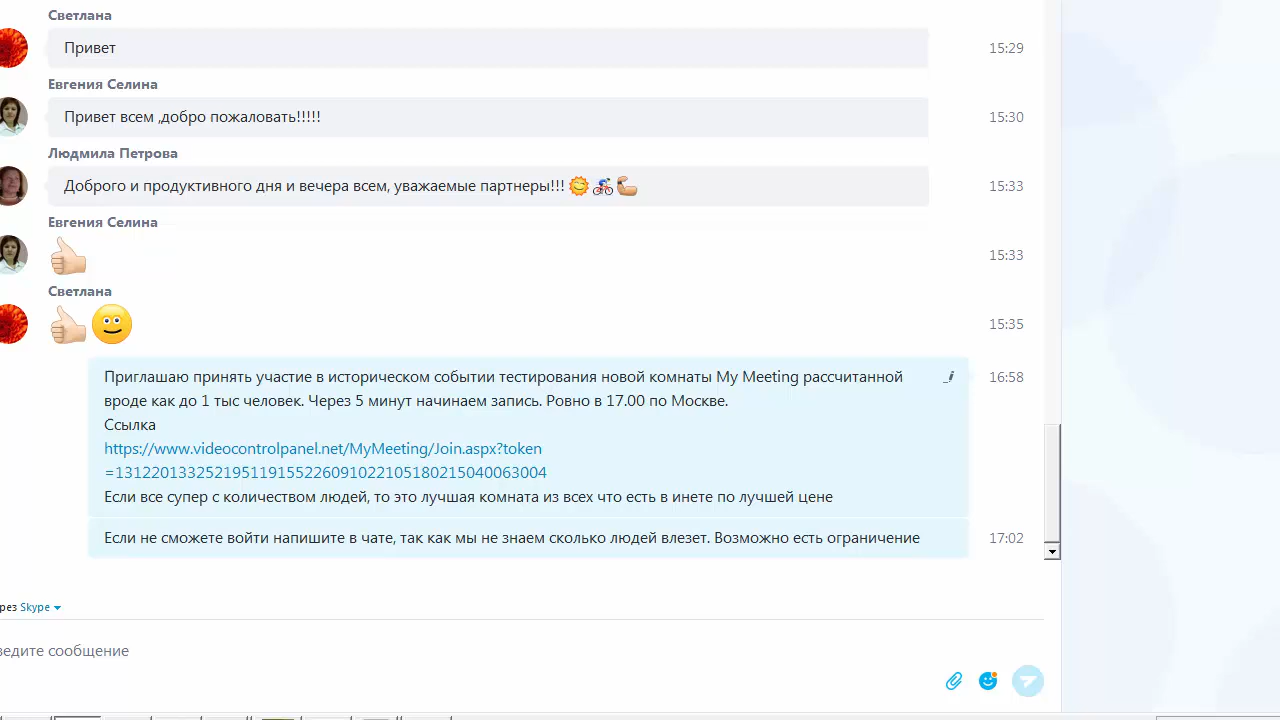 Светлана
Привет
15:29
Евгения Селина
Привет всем ,добро пожаловать!!!!!
15:30
Людмила Петрова
Доброго и продуктивного дня и вечера всем, уважаемые партнеры!!!
15:33
Евгения Селина
15:33
Светлана
15:35
Приглашаю принять участие в историческом событии тестирования новой комнаты My Meeting рассчитанной
16:58
вроде как до 1 тыс человек. Через 5 минут начинаем запись. Ровно в 17.00 по Москве.
Ссылка
https://www.videocontrolpanel.net/MyMeeting/Join.aspx?token
=13122013325219511915522609102210518021504006​3004
Если все супер с количеством людей, то это лучшая комната из всех что есть в инете по лучшей цене
Если не сможете войти напишите в чате, так как мы не знаем сколько людей влезет. Возможно есть ограничение
17:02
рез Skype
ведите сообщение